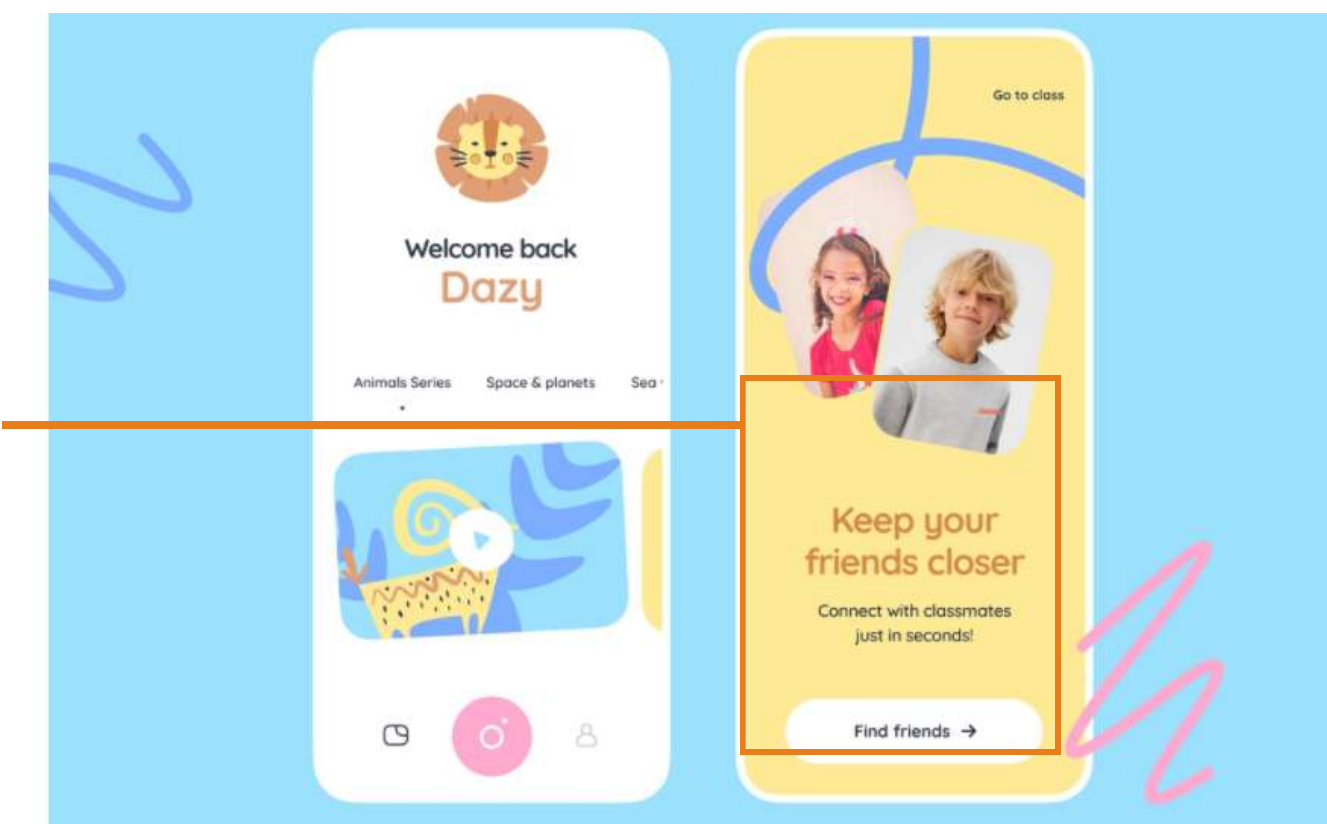 Welcome back
Dazy
Animals Series Space & planets Sea
Go to class
Keep your
friends closer
Connect with classmates
just in seconds!
Find friends →